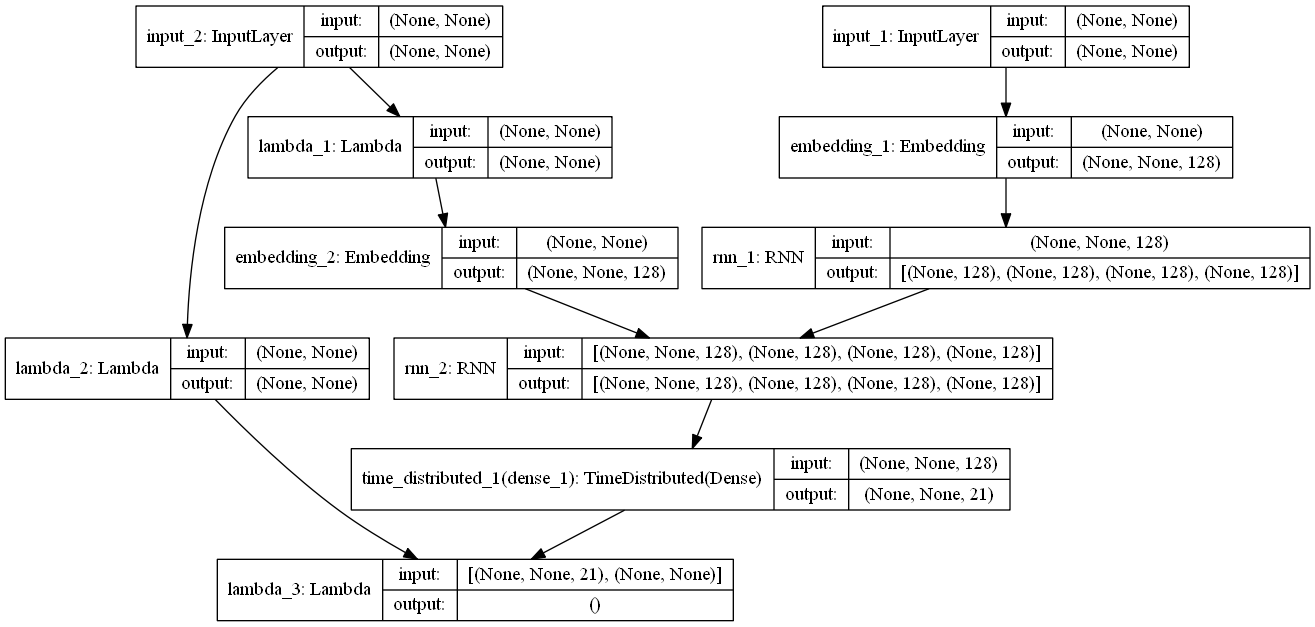 input_2: InputLayer
input: (None, None)
output: (None, None)
input_1: InputLayer
input: (None, None)
output: (None, None)
lambda_1: Lambda
input: (None, None)
output: (None, None)
embedding_1: Embedding
input: (None, None)
output: (None, None, 128)
embedding_2: Embedding
input: (None, None)
output: (None, None, 128)
rnn_1: RNN
input: (None, None, 128)
output: [(None, 128), (None, 128), (None, 128), (None, 128)]
lambda_2: Lambda
input: (None, None)
output: (None, None)
rnn_2: RNN
input: [(None, None, 128), (None, 128), (None, 128), (None, 128)]
output: [(None, None, 128), (None, 128), (None, 128), (None, 128)]
time_distributed_1(dense_1): TimeDistributed(Dense)
input: (None, None, 128)
output: (None, None, 21)
lambda_3: Lambda
input: [(None, None, 21), (None, None)]
output: ()